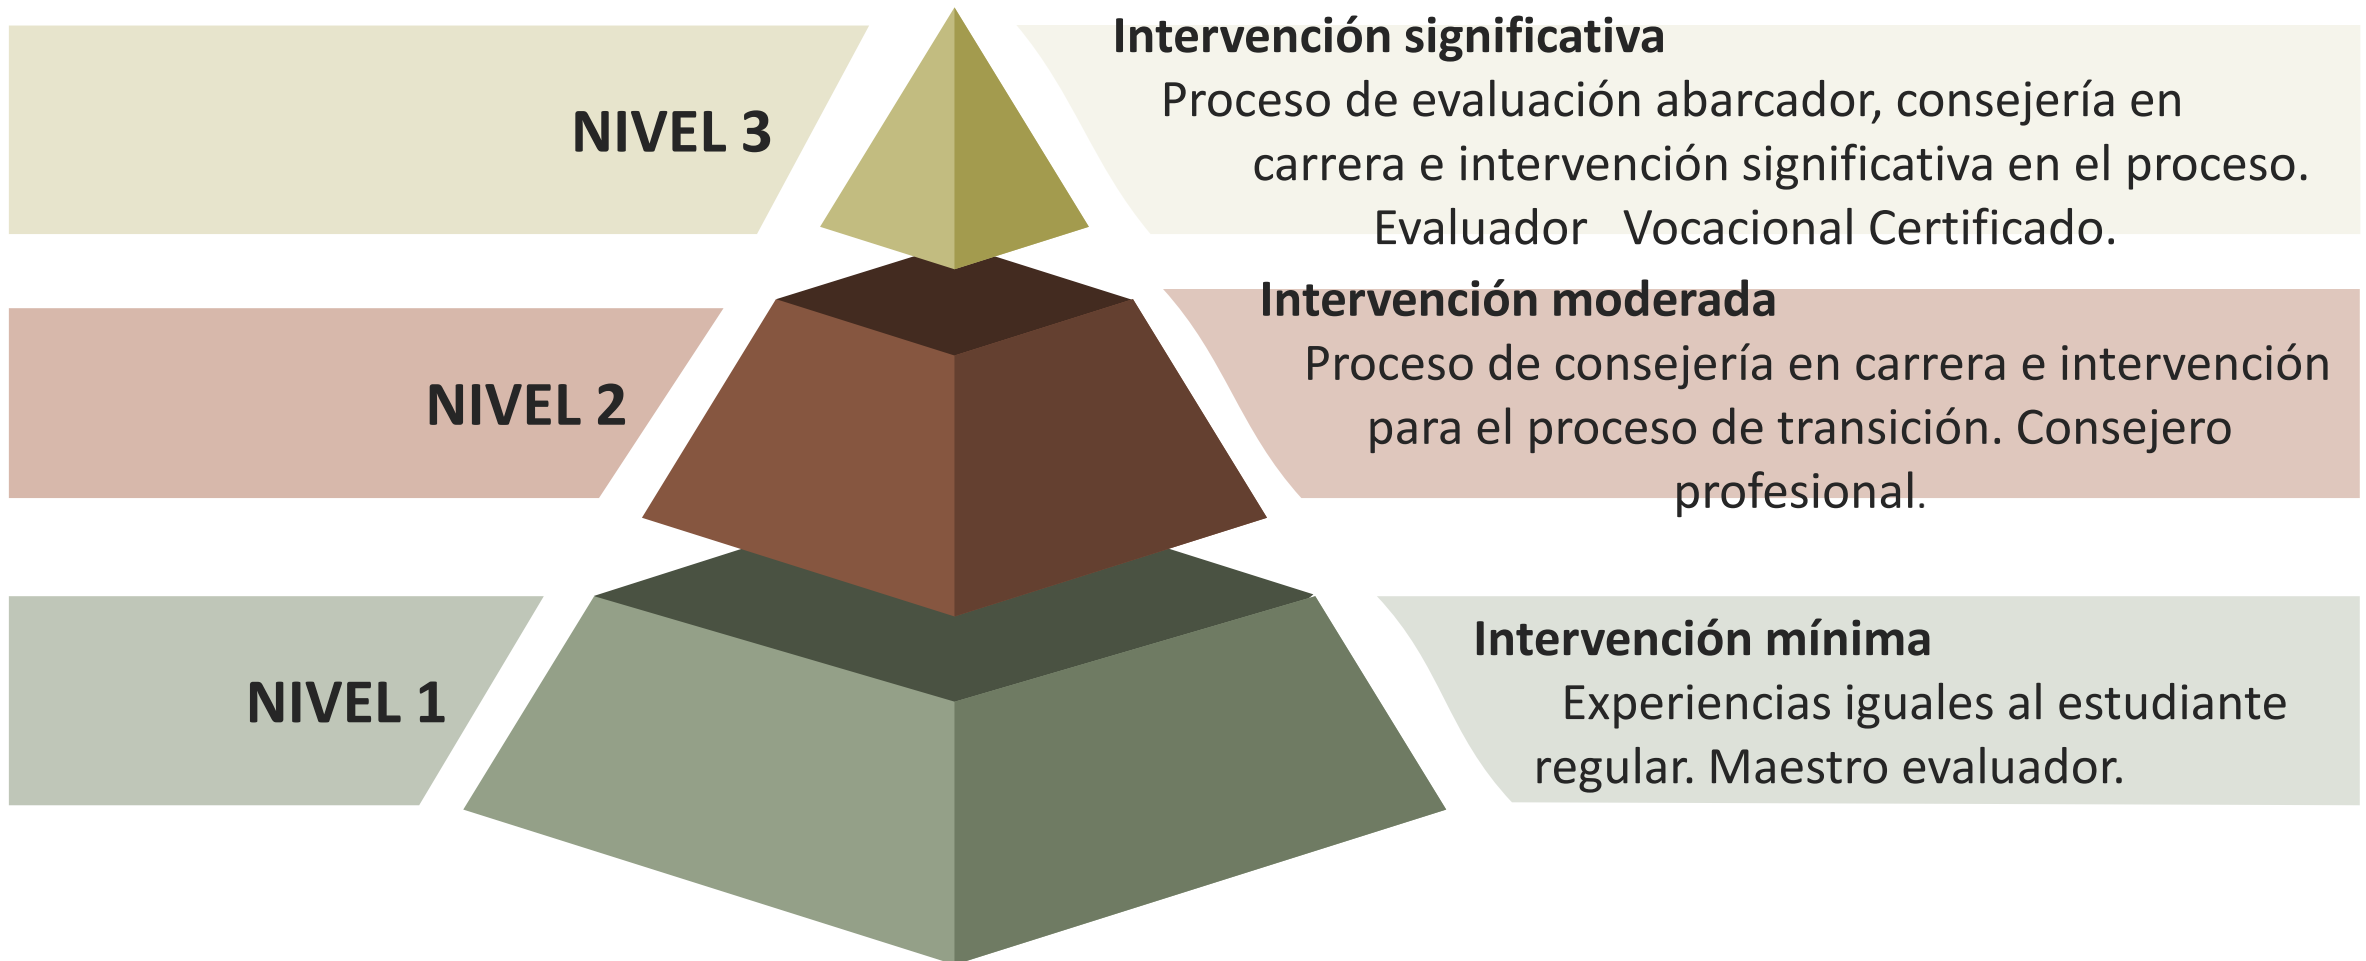 NIVEL 3
Intervención significativa
Proceso de evaluación abarcador, consejería en
carrera e intervención significativa en el proceso.
Evaluador   Vocacional Certificado.
NIVEL 2
Intervención moderada
Proceso de consejería en carrera e intervención
para el proceso de transición. Consejero
profesional.
NIVEL 1
Intervención mínima
Experiencias iguales al estudiante
regular. Maestro evaluador.